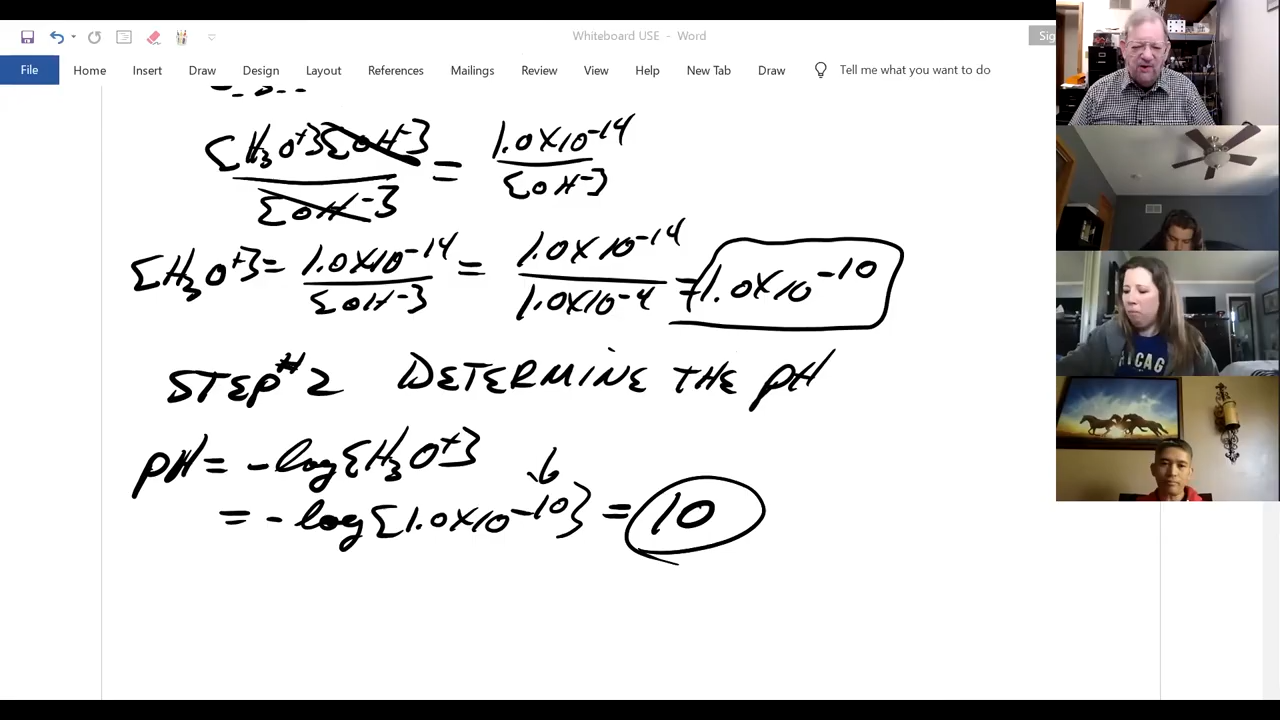 Whiteboard USE - Word
Sig
File Home Insert Draw Design Layout References Mailings Review View Help New Tab Draw Tell me what you want to do
[H₃O⁺][OH⁻] / [OH⁻] = 1.0X10⁻¹⁴ / [OH⁻]
[H₃O⁺] = 1.0X10⁻¹⁴ / [OH⁻] = 1.0X10⁻¹⁴ / 1.0X10⁻⁴ = 1.0X10⁻¹⁰
STEP # 2 DETERMINE THE pH
pH = -log[H₃O⁺]
= -log[1.0X10⁻¹⁰] = 10
ICAG